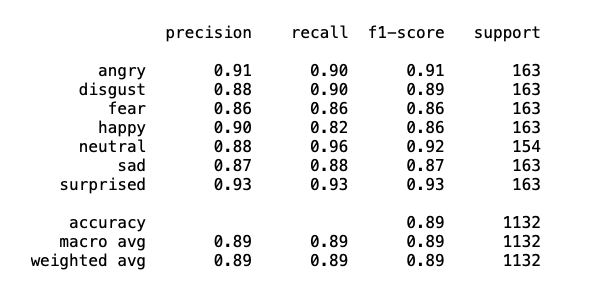 precision recall f1-score support
angry 0.91 0.90 0.91 163
disgust 0.88 0.90 0.89 163
fear 0.86 0.86 0.86 163
happy 0.90 0.82 0.86 163
neutral 0.88 0.96 0.92 154
sad 0.87 0.88 0.87 163
surprised 0.93 0.93 0.93 163
accuracy 0.89 1132
macro avg 0.89 0.89 0.89 1132
weighted avg 0.89 0.89 0.89 1132